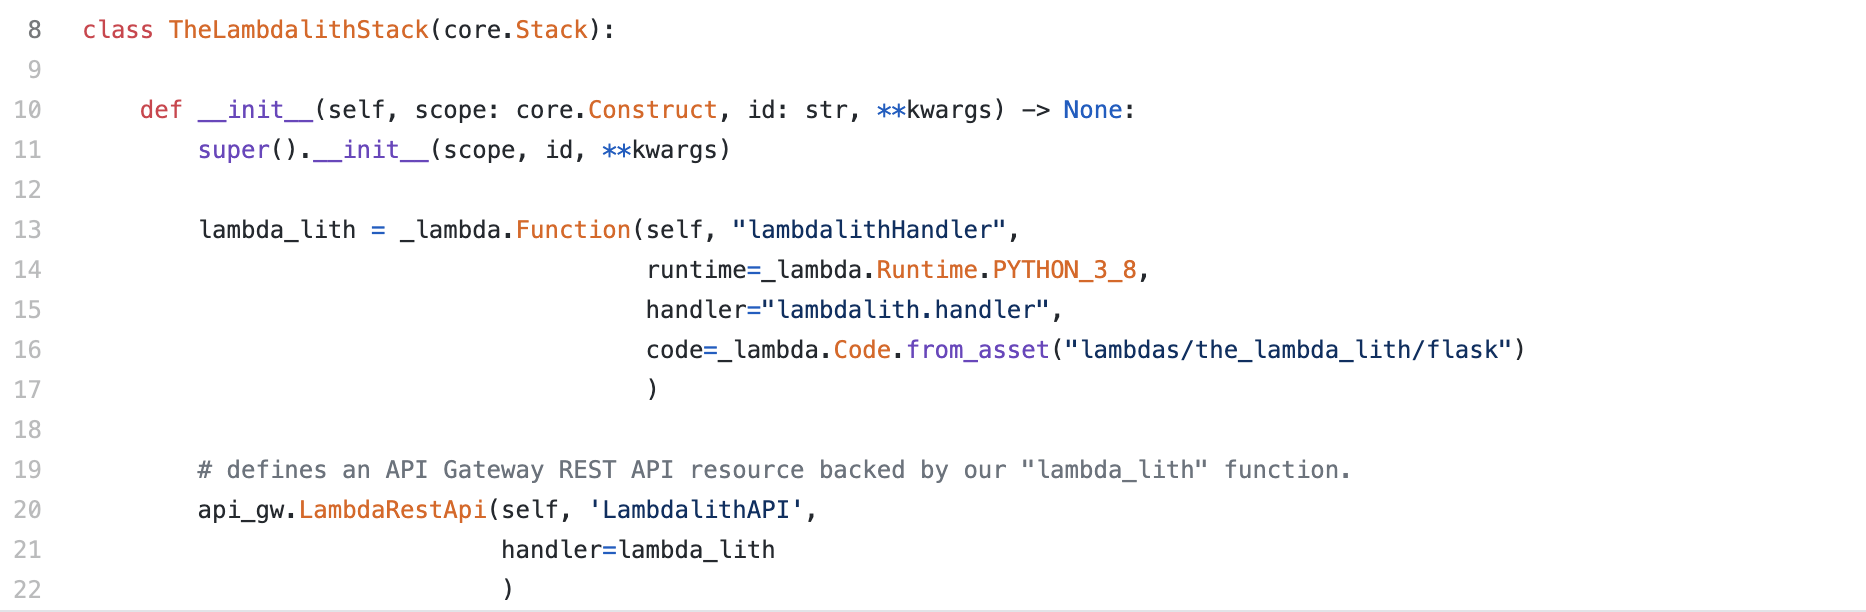 8 class TheLambdalithStack(core.Stack):
9
10 def __init__(self, scope: core.Construct, id: str, **kwargs) -> None:
11 super().__init__(scope, id, **kwargs)
12
13 lambda_lith = _lambda.Function(self, "lambdalithHandler",
14 runtime=_lambda.Runtime.PYTHON_3_8,
15 handler="lambdalith.handler",
16 code=_lambda.Code.from_asset("lambdas/the_lambda_lith/flask")
17 )
18
19 # defines an API Gateway REST API resource backed by our "lambda_lith" function.
20 api_gw.LambdaRestApi(self, 'LambdalithAPI',
21 handler=lambda_lith
22 )